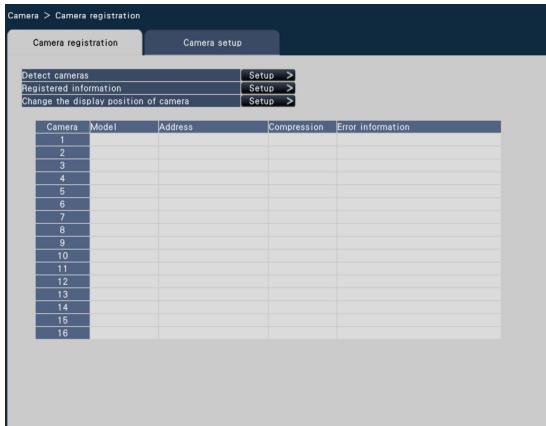 Camera > Camera registration
Camera registration Camera setup
Detect cameras Setup >
Registered information Setup >
Change the display position of camera Setup >
Camera Model Address Compression Error information
1
2
3
4
5
6
7
8
9
10
11
12
13
14
15
16